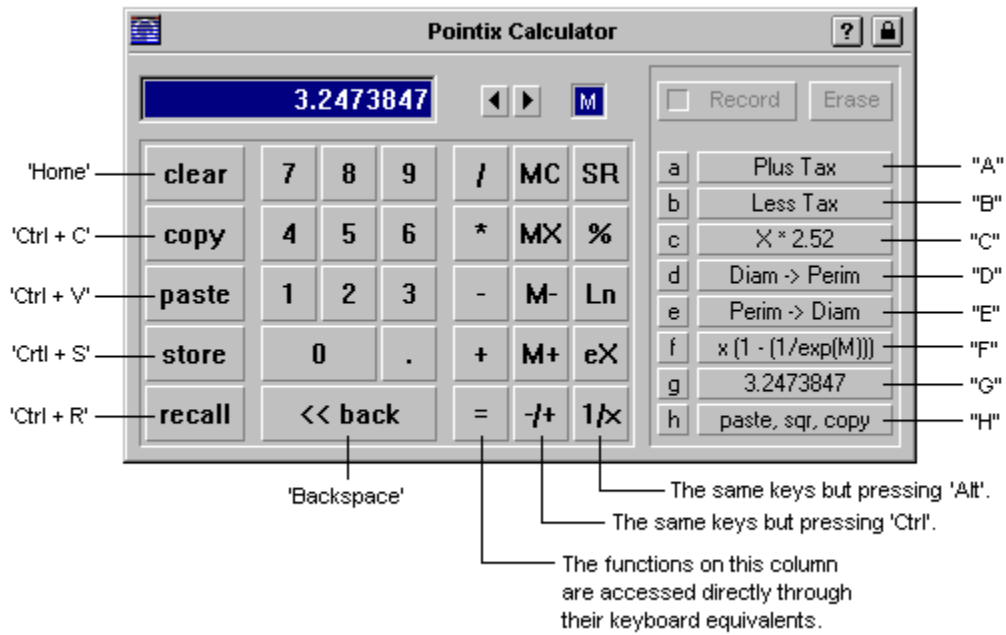 Pointix Calculator ?
3.2473847 M Record Erase
'Home' clear 7 8 9 / MC SR a Plus Tax "A"
b Less Tax "B"
'Ctrl + C' copy 4 5 6 * MX % c X * 2.52 "C"
'Ctrl + V' paste 1 2 3 - M- Ln d Diam -> Perim "D"
e Perim -> Diam "E"
'Crtl + S' store 0 . + M+ eX f x (1 - (1/exp(M))) "F"
g 3.2473847 "G"
'Ctrl + R' recall << back = -/+ 1/x h paste, sqr, copy "H"
'Backspace'
The same keys but pressing 'Alt'.
The same keys but pressing 'Ctrl'.
The functions on this column
are accessed directly through
their keyboard equivalents.